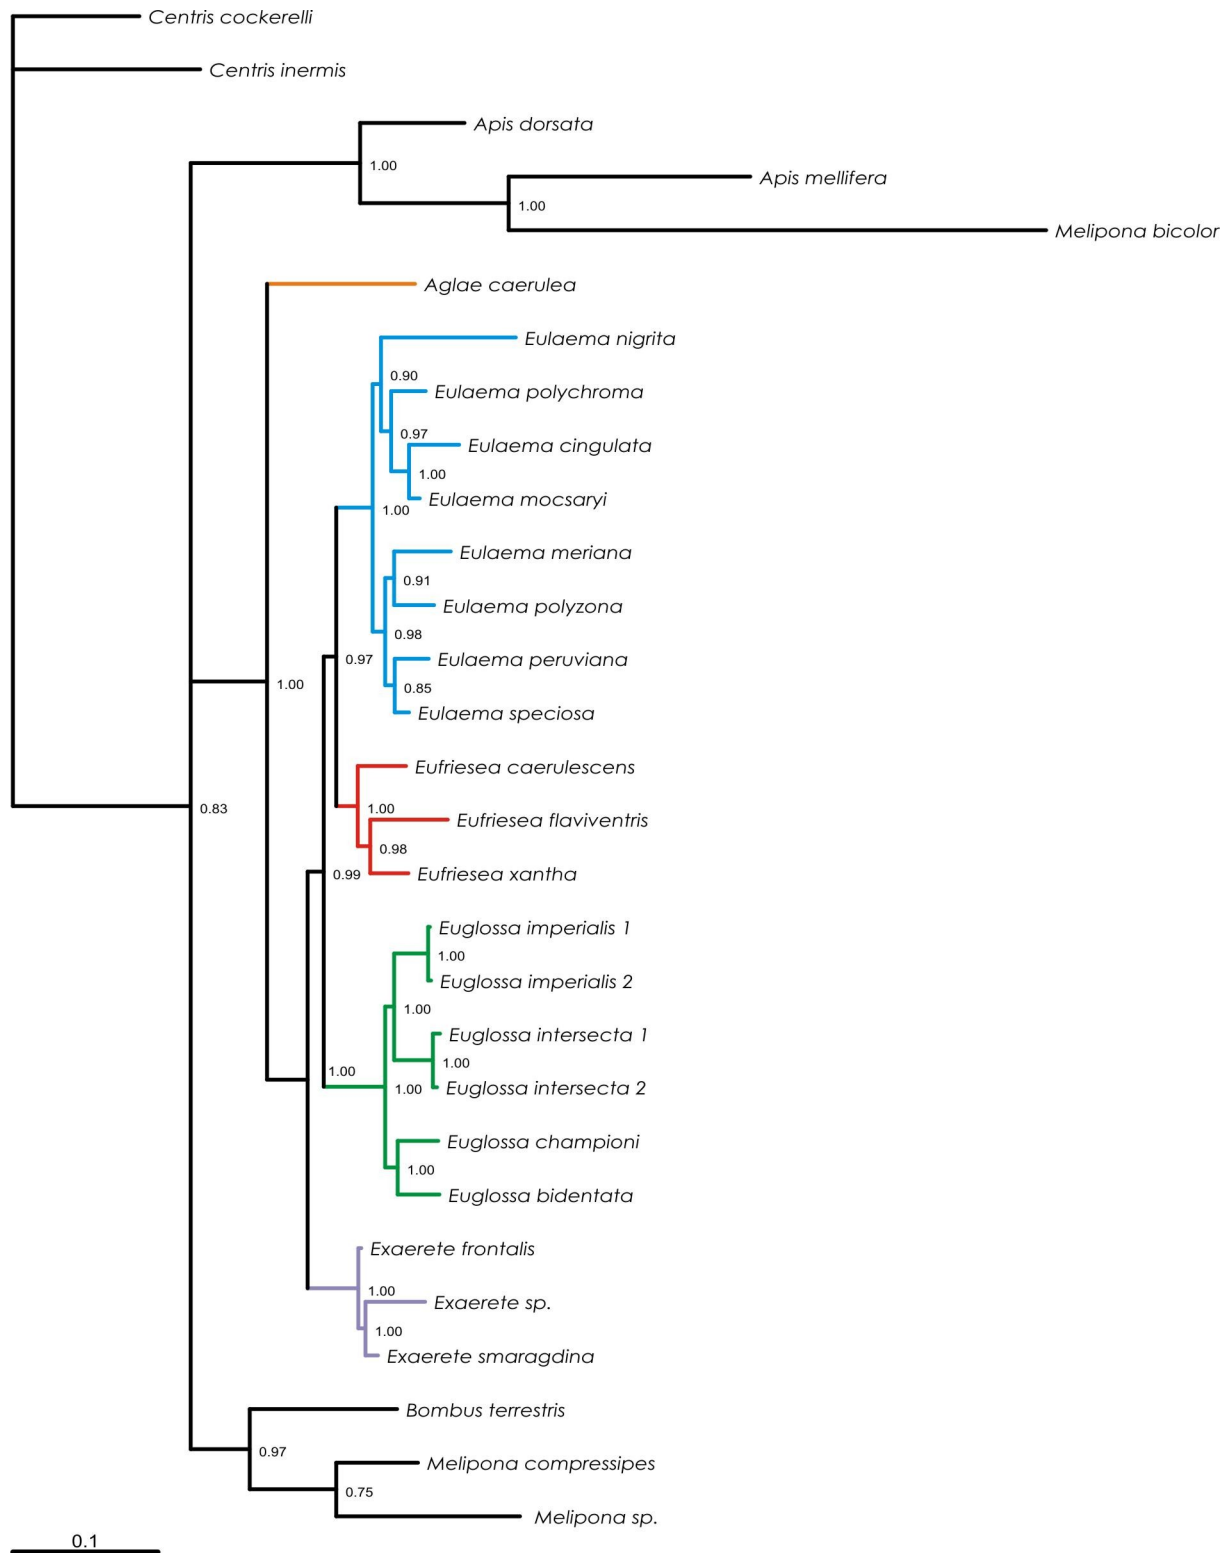 Centris cockerelli
Centris inermis
Apis dorsata
1.00
Apis mellifera
1.00
Melipona bicolor
Aglae caerulea
Eulaema nigrita
0.90
Eulaema polychroma
0.97
Eulaema cingulata
1.00
Eulaema mocsaryi
1.00
Eulaema meriana
0.91
Eulaema polyzona
0.98
Eulaema peruviana
0.97
1.00
0.85
Eulaema speciosa
Eufriesea caerulescens
0.83
1.00
Eufriesea flaviventris
0.98
Eufriesea xantha
0.99
Euglossa imperialis 1
1.00
Euglossa imperialis 2
1.00
Euglossa intersecta 1
1.00
1.00
Euglossa intersecta 2
1.00
Euglossa championi
1.00
Euglossa bidentata
Exaerete frontalis
1.00
Exaerete sp.
1.00
Exaerete smaragdina
Bombus terrestris
0.97
Melipona compressipes
0.75
Melipona sp.
0.1